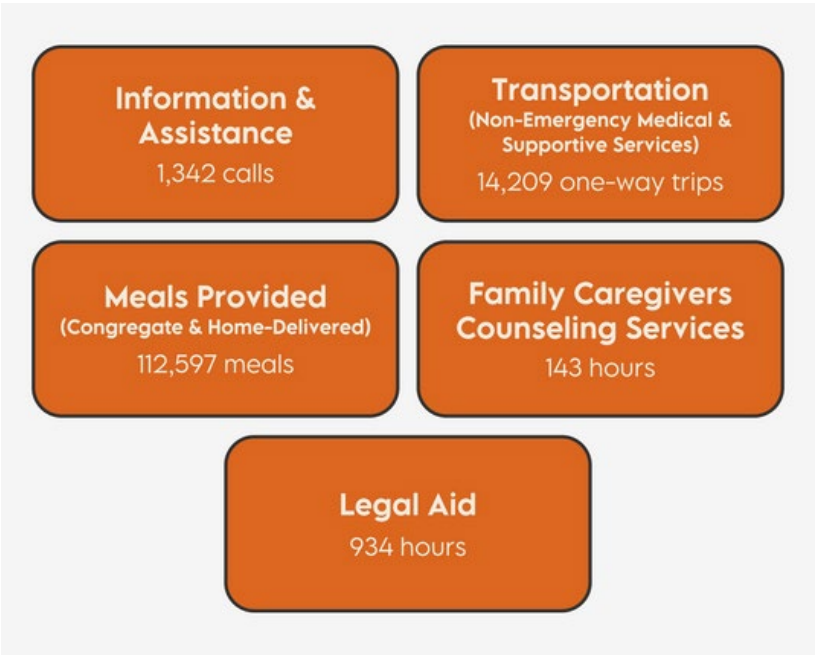 Information &
Assistance
1,342 calls
Transportation
(Non-Emergency Medical &
Supportive Services)
14,209 one-way trips
Meals Provided
(Congregate & Home-Delivered)
112,597 meals
Family Caregivers
Counseling Services
143 hours
Legal Aid
934 hours